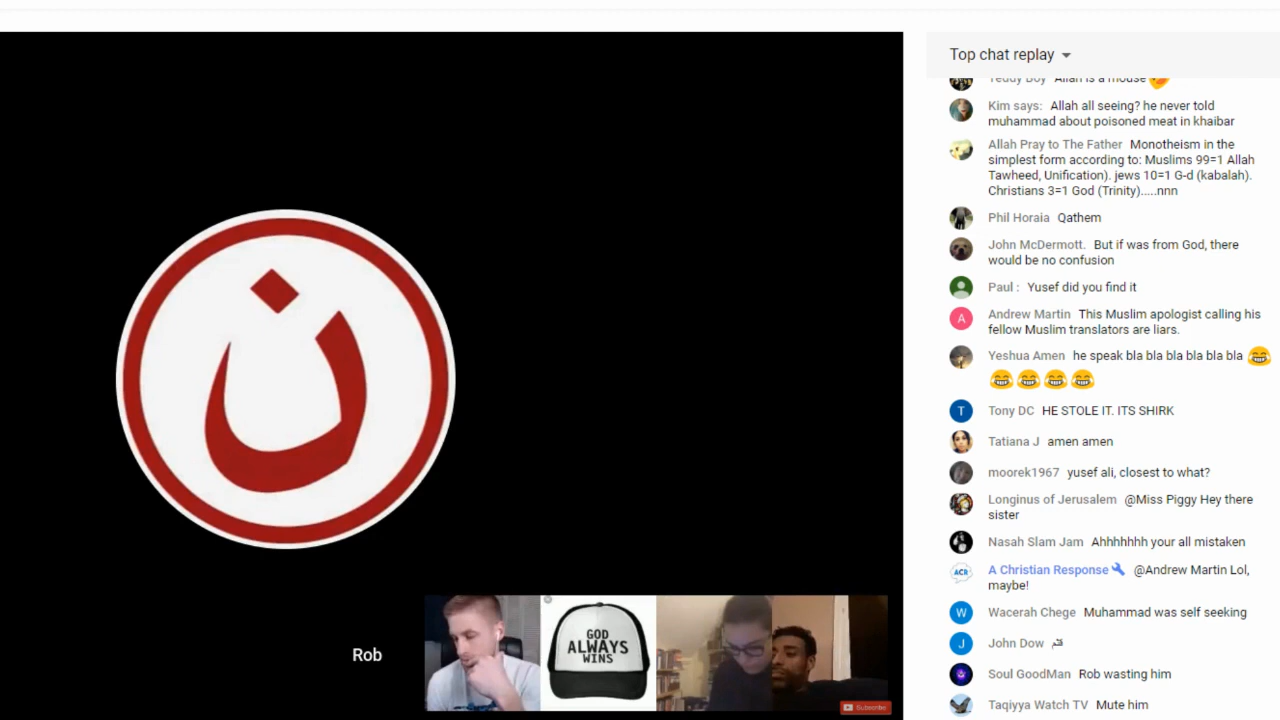 Top chat replay
Teddy Boy Allah is a mouse
Kim says: Allah all seeing? he never told
muhammad about poisoned meat in khaibar
Allah Pray to The Father Monotheism in the
simplest form according to: Muslims 99=1 Allah
Tawheed, Unification). jews 10=1 G-d (kabalah).
Christians 3=1 God (Trinity).....nnn
Phil Horaia Qathem
John McDermott. But if was from God, there
would be no confusion
Paul : Yusef did you find it
A
Andrew Martin This Muslim apologist calling his
fellow Muslim translators are liars.
Yeshua Amen he speak bla bla bla bla bla bla 😂
😂😂😂😂
T
Tony DC HE STOLE IT. ITS SHIRK
Tatiana J amen amen
moorek1967 yusef ali, closest to what?
Longinus of Jerusalem @Miss Piggy Hey there
sister
Nasah Slam Jam Ahhhhhhh your all mistaken
ACR
A Christian Response @Andrew Martin Lol,
maybe!
W
Wacerah Chege Muhammad was self seeking
J
John Dow قثم
Soul GoodMan Rob wasting him
Taqiyya Watch TV Mute him
ن
Rob
GOD
ALWAYS
WINS
Subscribe